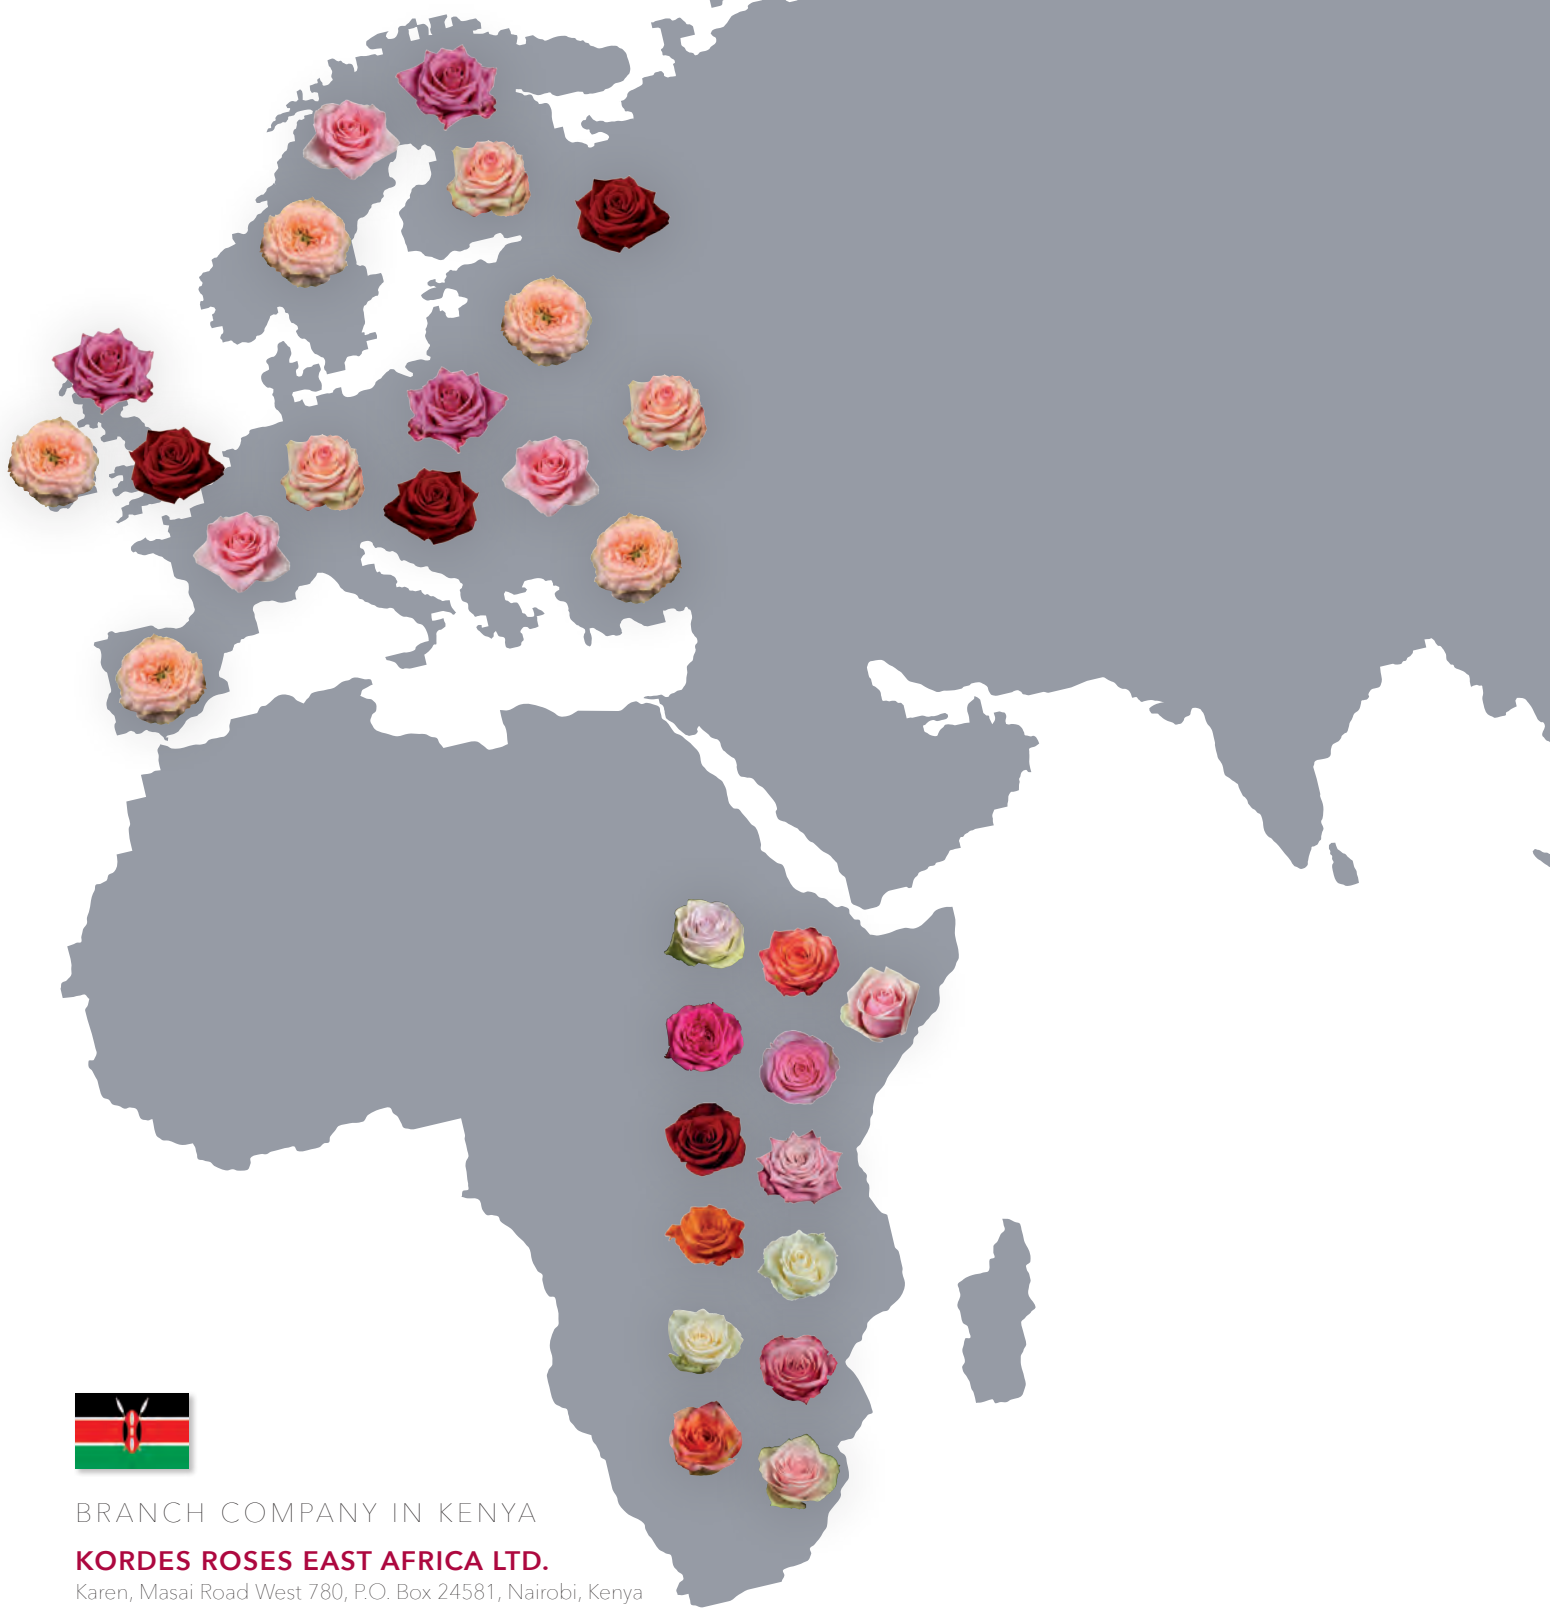 BRANCH COMPANY IN KENYA
KORDES ROSES EAST AFRICA LTD.
Karen, Masai Road West 780, P.O. Box 24581, Nairobi, Kenya